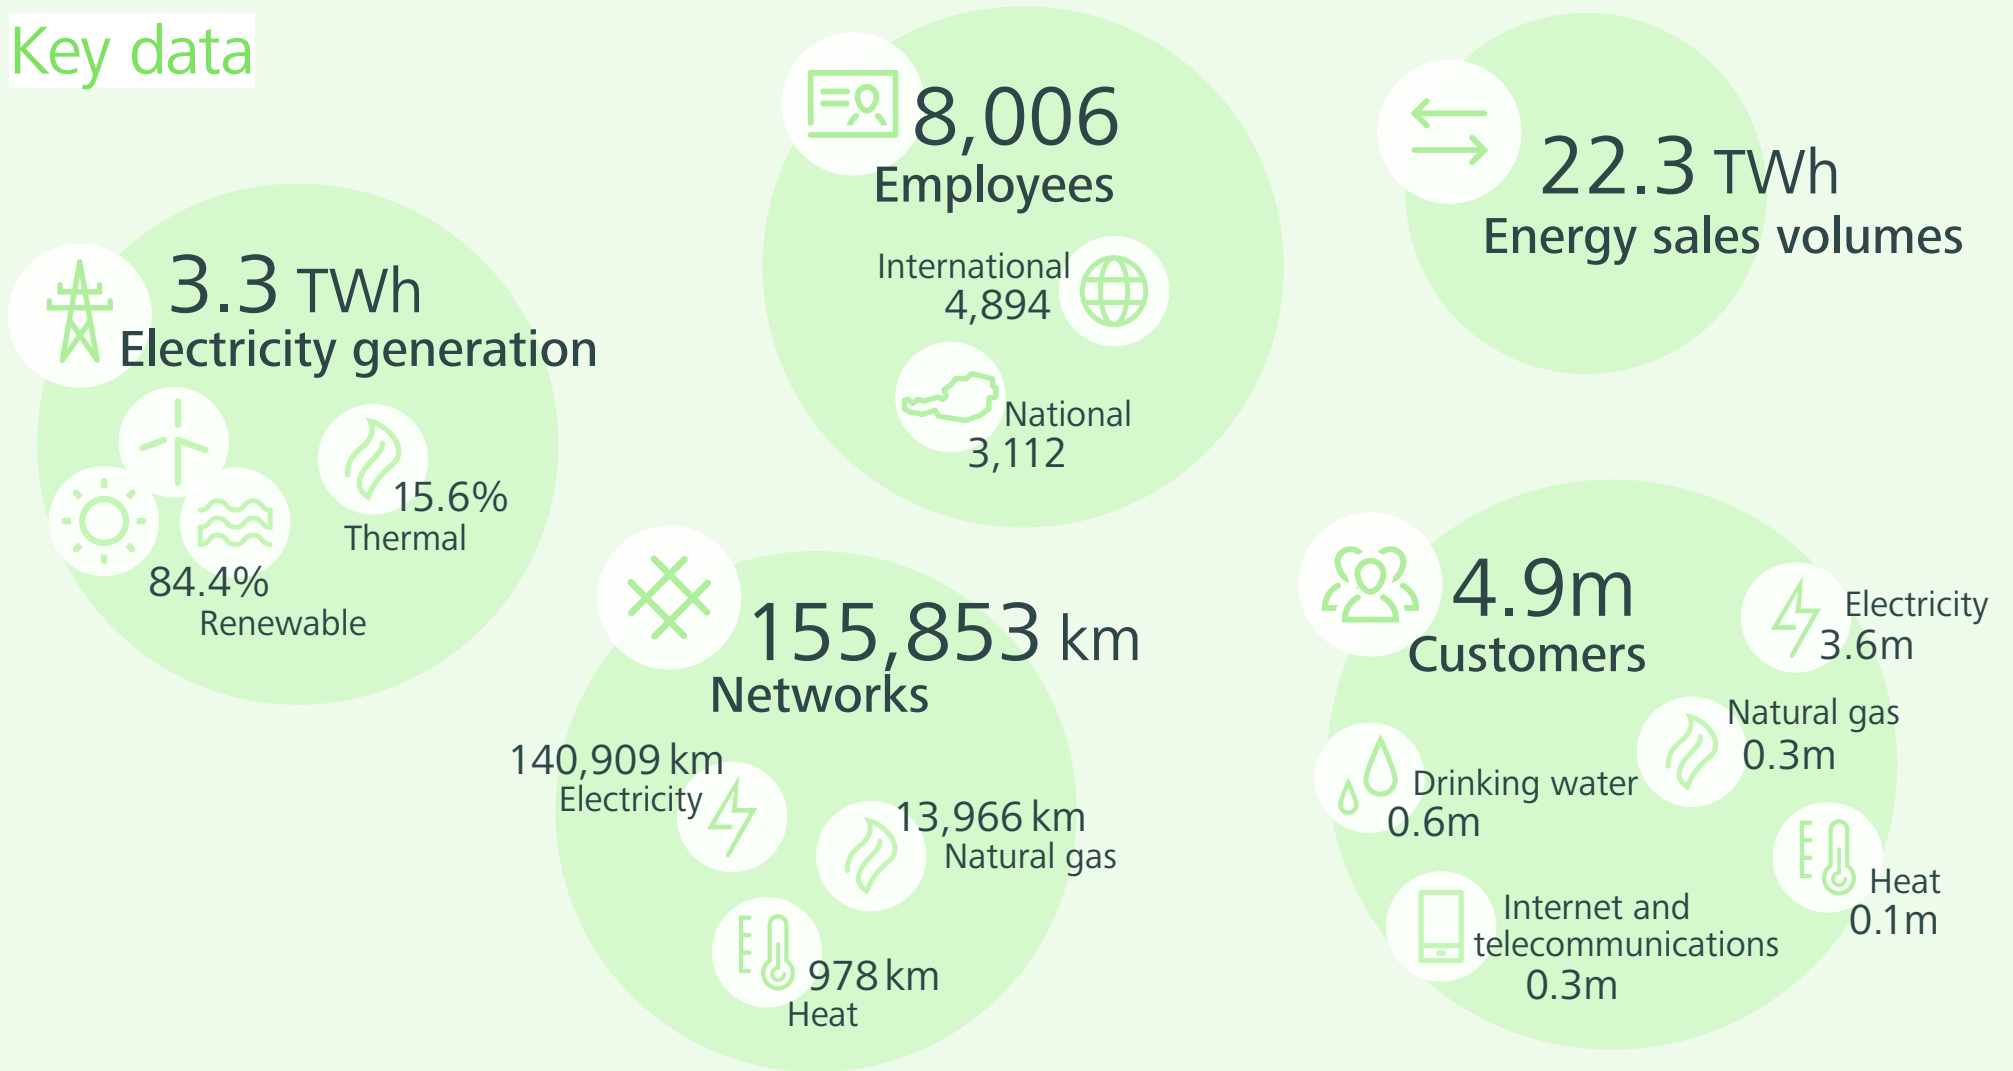 Key data
3.3 TWh
Electricity generation
15.6%
Thermal
84.4%
Renewable
8,006
Employees
International
4,894
National
3,112
22.3 TWh
Energy sales volumes
155,853 km
Networks
140,909 km
Electricity
13,966 km
Natural gas
978 km
Heat
4.9m
Customers
Electricity
3.6m
Natural gas
0.3m
Drinking water
0.6m
Heat
0.1m
Internet and
telecommunications
0.3m